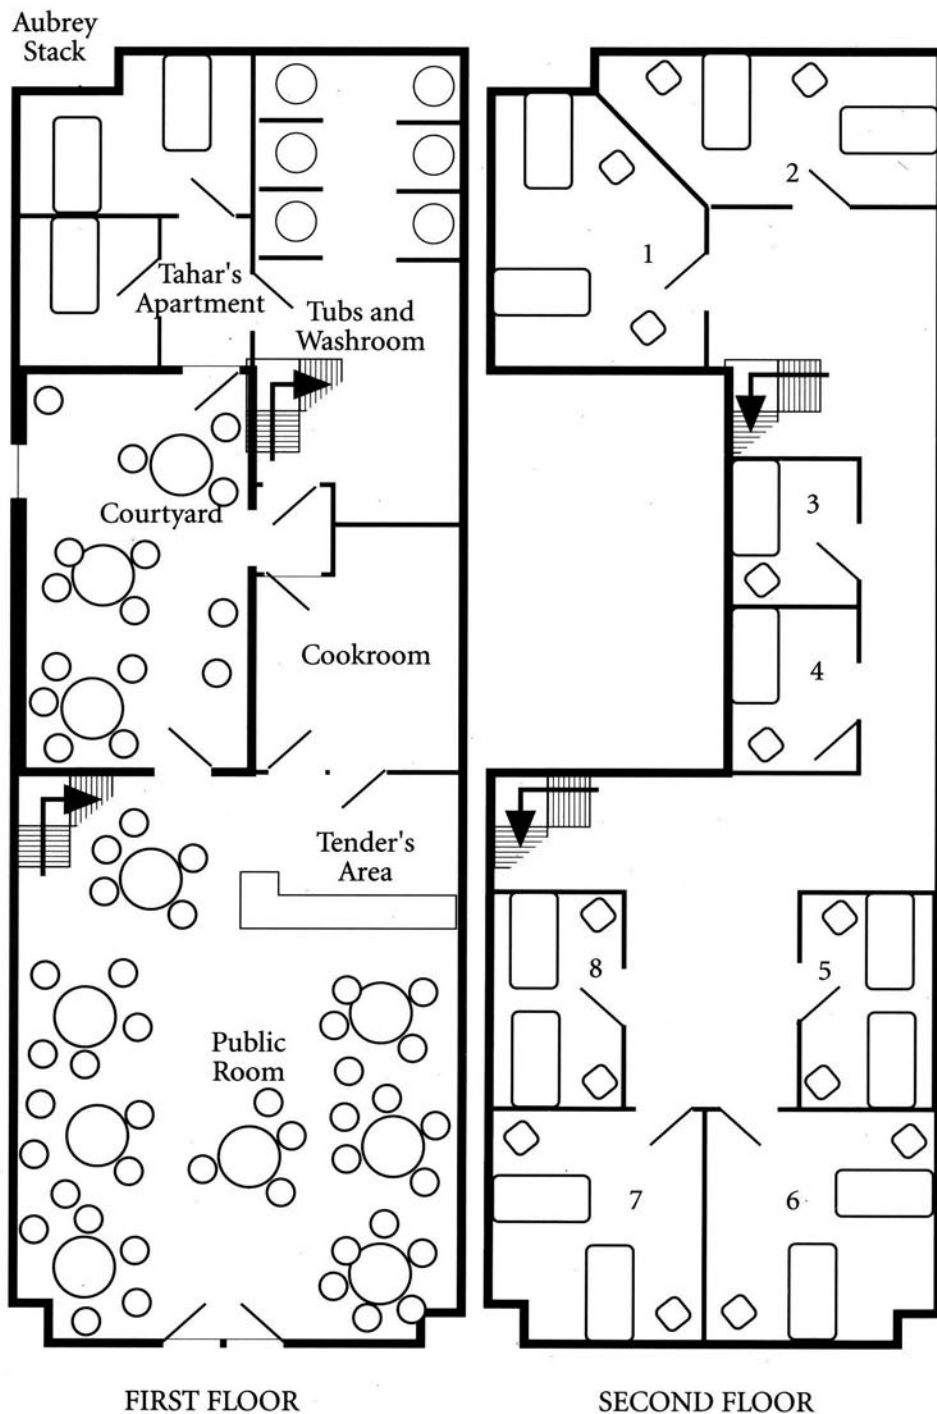 Aubrey
Stack
Tahar's
Apartment
Tubs and
Washroom
Courtyard
Cookroom
Tender's
Area
Public
Room
FIRST FLOOR
1
2
3
4
5
8
7
6
SECOND FLOOR